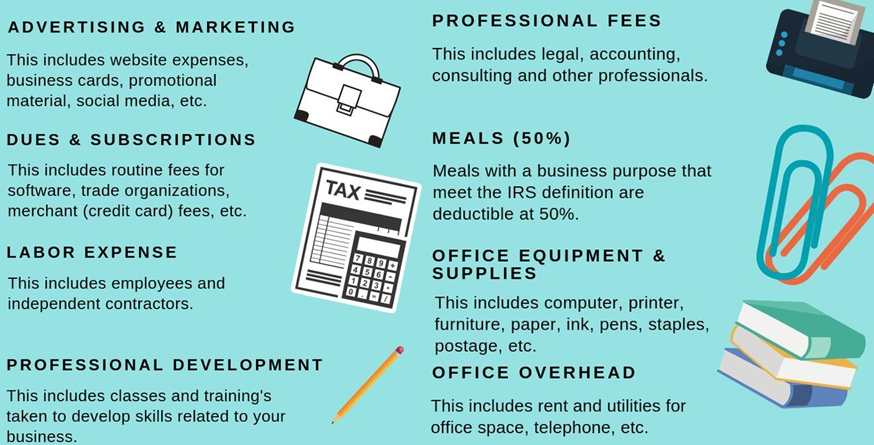 ADVERTISING & MARKETING
This includes website expenses,
business cards, promotional
material, social media, etc.
DUES & SUBSCRIPTIONS
This includes routine fees for
software, trade organizations,
merchant (credit card) fees, etc.
LABOR EXPENSE
This includes employees and
independent contractors.
PROFESSIONAL DEVELOPMENT
This includes classes and training's
taken to develop skills related to your
business.
TAX
7 8 9 +
4 5 6 -
1 2 3 ×
0 . = /
PROFESSIONAL FEES
This includes legal, accounting,
consulting and other professionals.
MEALS (50%)
Meals with a business purpose that
meet the IRS definition are
deductible at 50%.
OFFICE EQUIPMENT &
SUPPLIES
This includes computer, printer,
furniture, paper, ink, pens, staples,
postage, etc.
OFFICE OVERHEAD
This includes rent and utilities for
office space, telephone, etc.